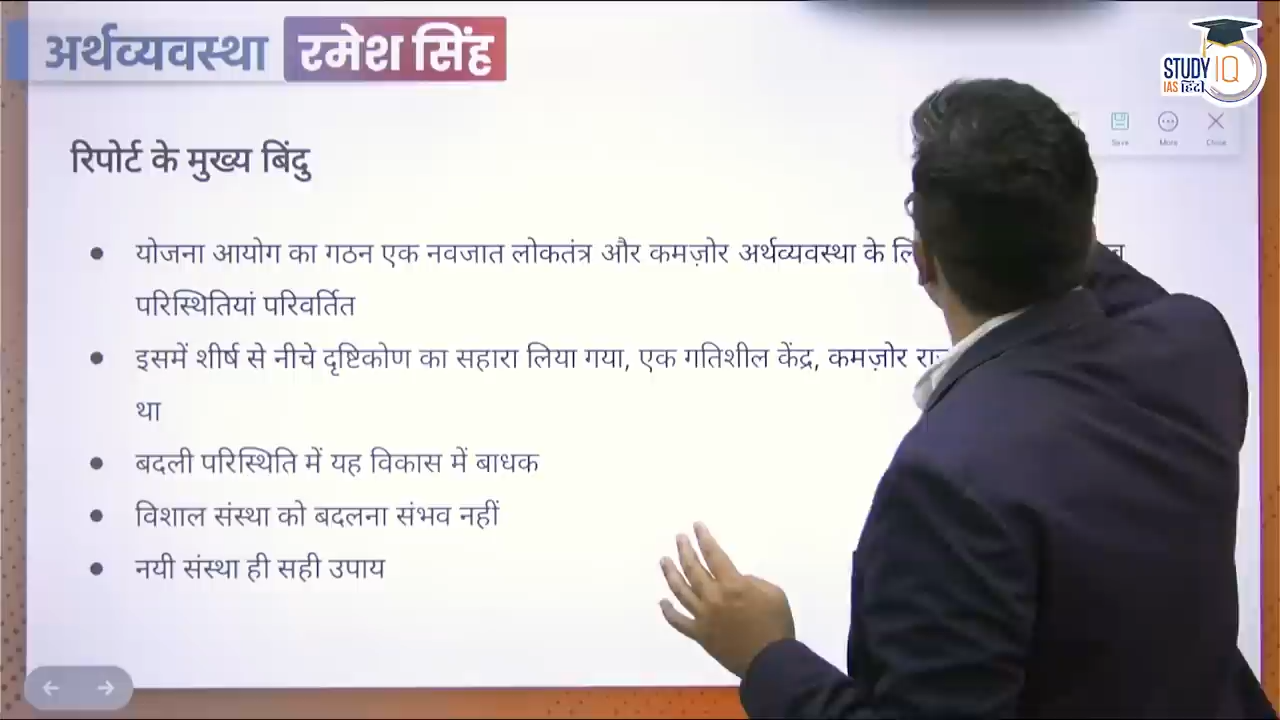 अर्थव्यवस्था रमेश सिंह
STUDY IQ
IAS हिंदी
Save More Close
रिपोर्ट के मुख्य बिंदु
योजना आयोग का गठन एक नवजात लोकतंत्र और कमज़ोर अर्थव्यवस्था के
परिस्थितियां परिवर्तित
इसमें शीर्ष से नीचे दृष्टिकोण का सहारा लिया गया, एक गतिशील केंद्र, कमज़ोर
था
बदली परिस्थिति में यह विकास में बाधक
विशाल संस्था को बदलना संभव नहीं
नयी संस्था ही सही उपाय